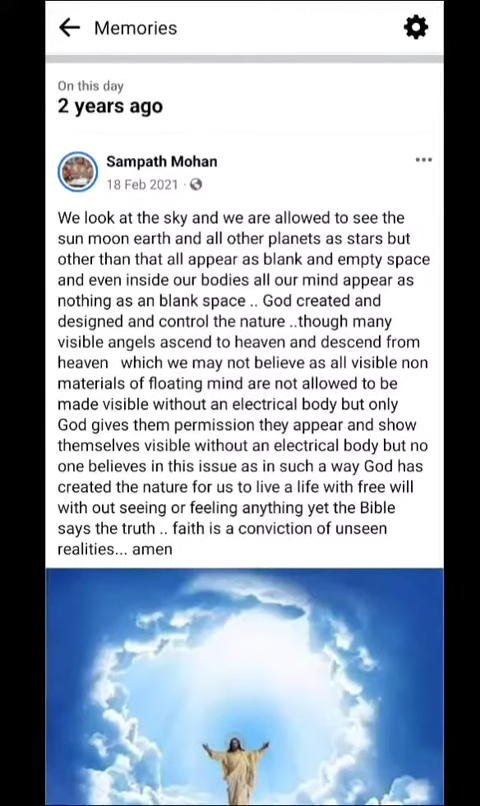 Memories
On this day
2 years ago
Sampath Mohan
18 Feb 2021 ·
We look at the sky and we are allowed to see the
sun moon earth and all other planets as stars but
other than that all appear as blank and empty space
and even inside our bodies all our mind appear as
nothing as an blank space .. God created and
designed and control the nature ..though many
visible angels ascend to heaven and descend from
heaven   which we may not believe as all visible non
materials of floating mind are not allowed to be
made visible without an electrical body but only
God gives them permission they appear and show
themselves visible without an electrical body but no
one believes in this issue as in such a way God has
created the nature for us to live a life with free will
with out seeing or feeling anything yet the Bible
says the truth .. faith is a conviction of unseen
realities... amen